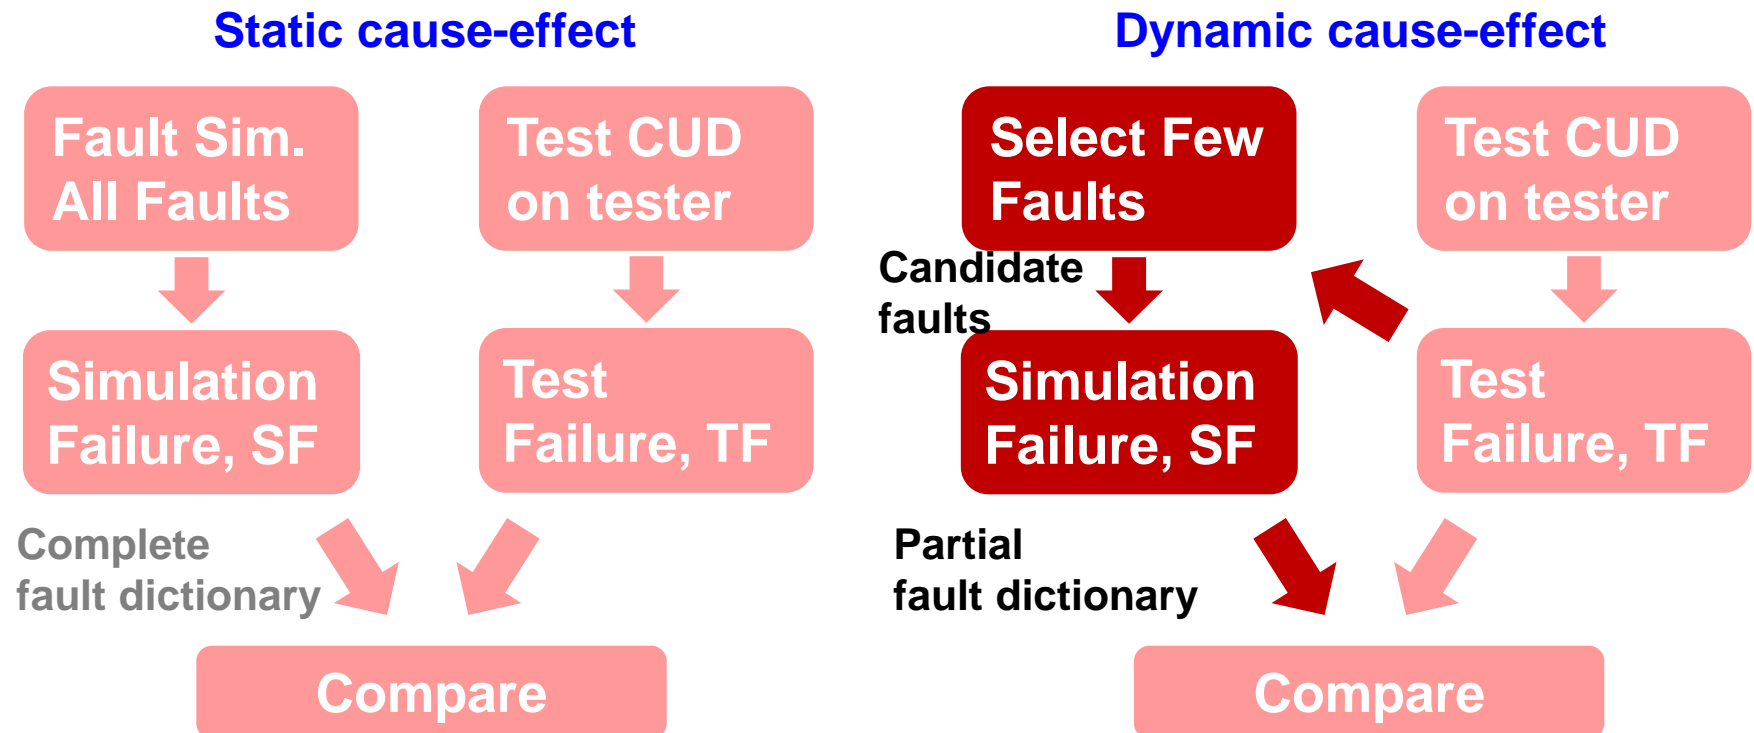 Static cause-effect
Fault Sim.
All Faults
Test CUD
on tester
Simulation
Failure, SF
Test
Failure, TF
Complete
fault dictionary
Compare
Dynamic cause-effect
Select Few
Faults
Test CUD
on tester
Candidate
faults
Simulation
Failure, SF
Test
Failure, TF
Partial
fault dictionary
Compare